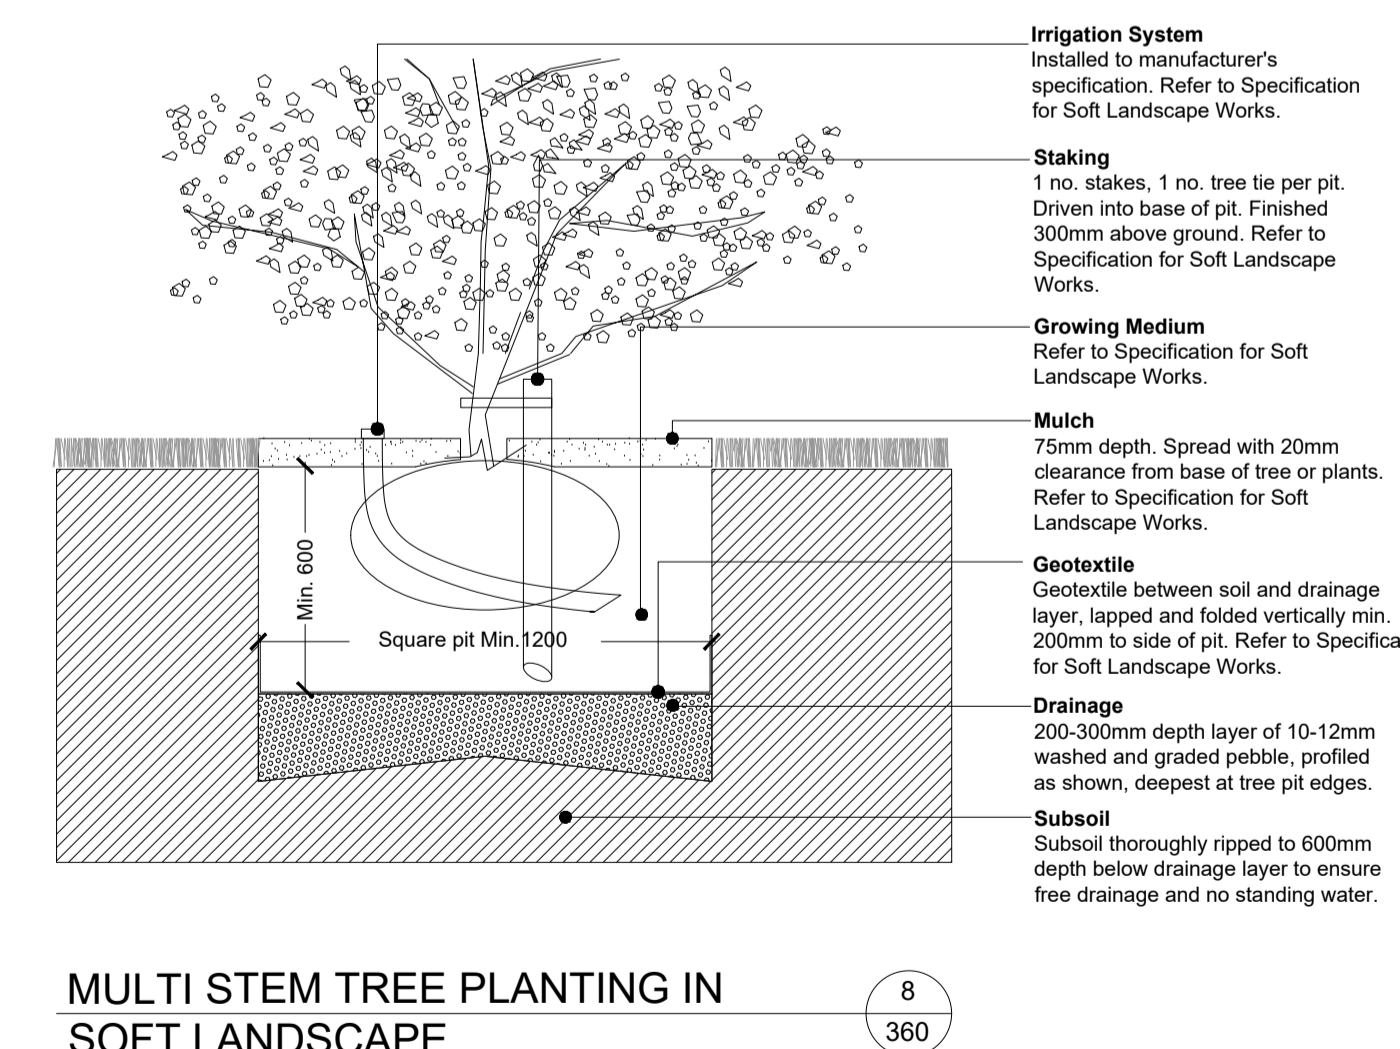 Irrigation System
Installed to manufacturer's
specification. Refer to Specification
for Soft Landscape Works.
Staking
1 no. stakes, 1 no. tree tie per pit.
Driven into base of pit. Finished
300mm above ground. Refer to
Specification for Soft Landscape
Works.
Growing Medium
Refer to Specification for Soft
Landscape Works.
Mulch
75mm depth. Spread with 20mm
clearance from base of tree or plants.
Refer to Specification for Soft
Landscape Works.
Geotextile
Geotextile between soil and drainage
layer, lapped and folded vertically min.
200mm to side of pit. Refer to Specifica
for Soft Landscape Works.
Drainage
200-300mm depth layer of 10-12mm
washed and graded pebble, profiled
as shown, deepest at tree pit edges.
Subsoil
Subsoil thoroughly ripped to 600mm
depth below drainage layer to ensure
free drainage and no standing water.
Min. 600
Square pit Min.1200
MULTI STEM TREE PLANTING IN
SOFT LANDSCAPE
8
360